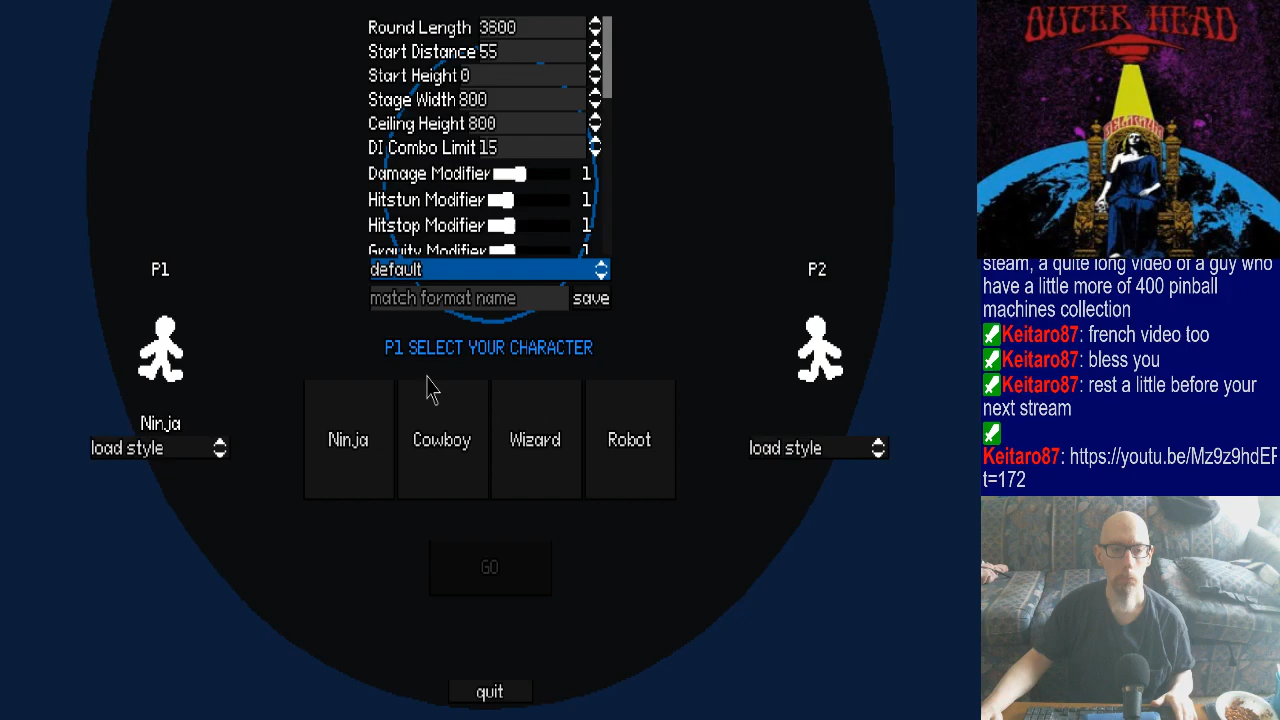 Round Length 3600
Start Distance 55
Start Height 0
Stage Width 800
Ceiling Height 800
DI Combo Limit 15
Damage Modifier 1
Hitstun Modifier 1
Hitstop Modifier 1
Gravity Modifier 1
default
match format name save
P1 SELECT YOUR CHARACTER
P1
Ninja
load style
Ninja Cowboy Wizard Robot
GO
quit
P2
load style
OUTER HEAD
DELIRIUM
steam, a quite long video of a guy who
have a little more of 400 pinball
machines collection
Keitaro87: french video too
Keitaro87: bless you
Keitaro87: rest a little before your
next stream
Keitaro87: https://youtu.be/Mz9z9hdEF
t=172